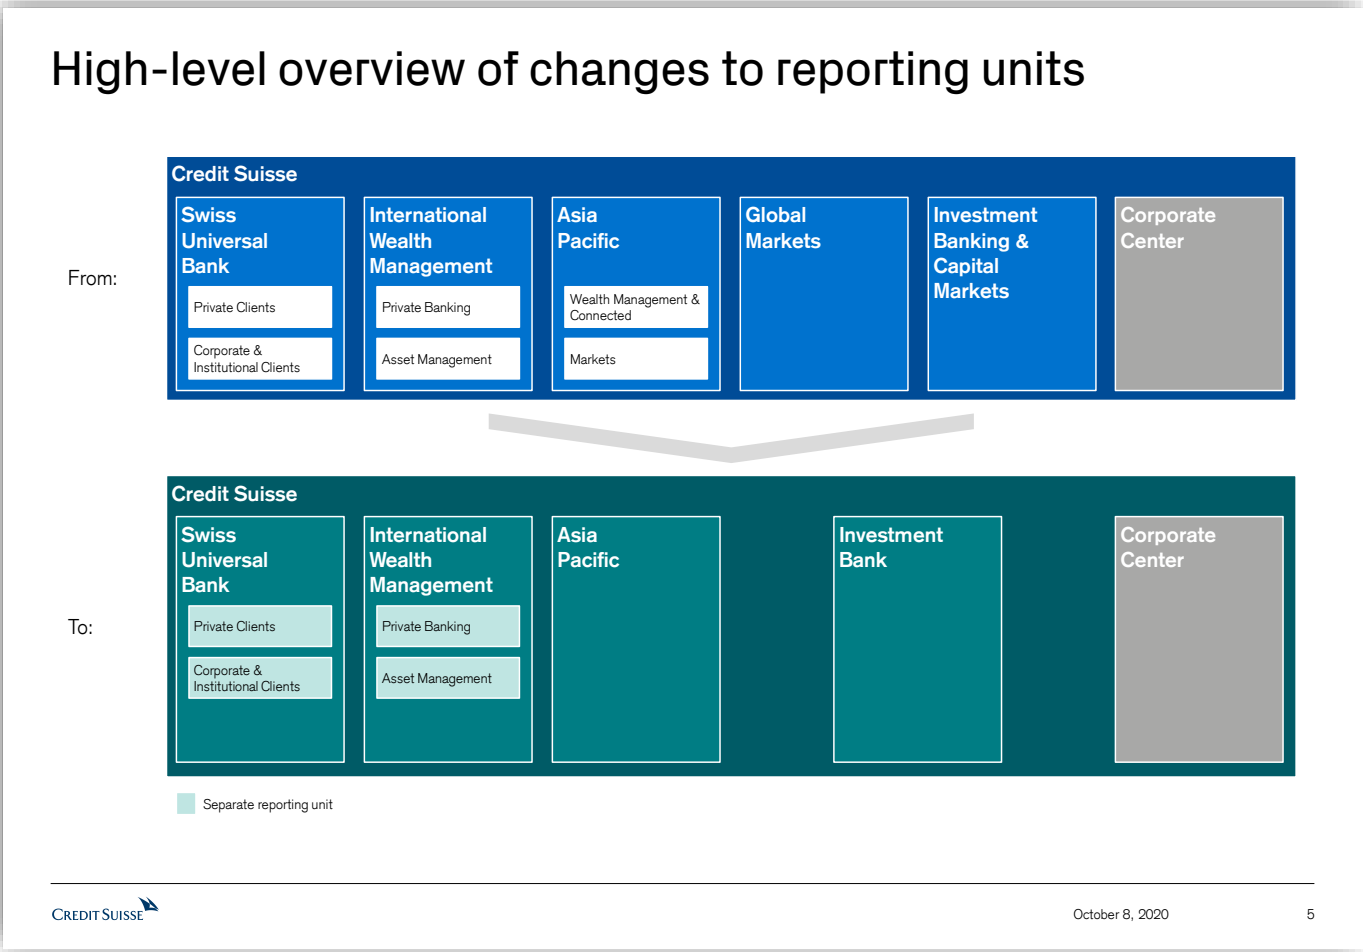 High-level overview of changes to reporting units
From:
Credit Suisse
Swiss
Universal
Bank
Private Clients
Corporate &
Institutional Clients
International
Wealth
Management
Private Banking
Asset Management
Asia
Pacific
Wealth Management &
Connected
Markets
Global
Markets
Investment
Banking &
Capital
Markets
Corporate
Center
To:
Credit Suisse
Swiss
Universal
Bank
Private Clients
Corporate &
Institutional Clients
International
Wealth
Management
Private Banking
Asset Management
Asia
Pacific
Investment
Bank
Corporate
Center
Separate reporting unit
CREDIT SUISSE
October 8, 2020
5